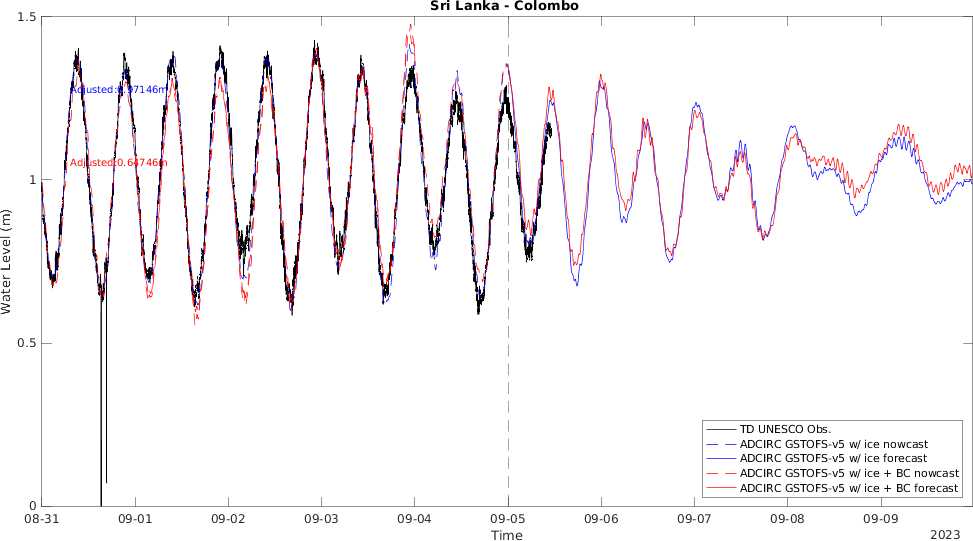 Sri Lanka - Colombo
1.5
Adjusted:0.97146m
Adjusted:0.64746m
1
Water Level (m)
0.5
TD UNESCO Obs.
ADCIRC GSTOFS-v5 w/ ice nowcast
ADCIRC GSTOFS-v5 w/ ice forecast
ADCIRC GSTOFS-v5 w/ ice + BC nowcast
ADCIRC GSTOFS-v5 w/ ice + BC forecast
0
08-31 09-01 09-02 09-03 09-04 09-05 09-06 09-07 09-08 09-09
Time
2023